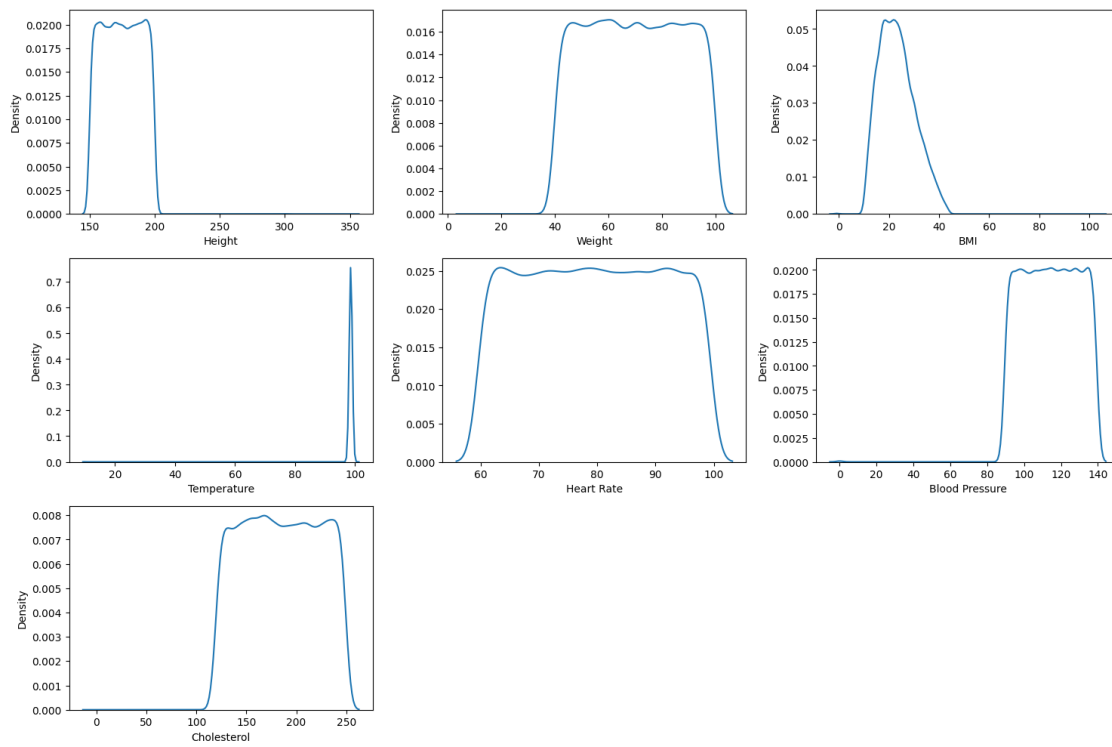 0.0200
0.0175
0.0150
0.0125
0.0100
0.0075
0.0050
0.0025
0.0000
Density
150 200 250 300 350
Height
0.016
0.014
0.012
0.010
0.008
0.006
0.004
0.002
0.000
Density
20 40 60 80 100
Weight
0.05
0.04
0.03
0.02
0.01
0.00
Density
0 20 40 60 80 100
BMI
0.7
0.6
0.5
0.4
0.3
0.2
0.1
0.0
Density
20 40 60 80 100
Temperature
0.025
0.020
0.015
0.010
0.005
0.000
Density
60 70 80 90 100
Heart Rate
0.0200
0.0175
0.0150
0.0125
0.0100
0.0075
0.0050
0.0025
0.0000
Density
0 20 40 60 80 100 120 140
Blood Pressure
0.008
0.007
0.006
0.005
0.004
0.003
0.002
0.001
0.000
Density
0 50 100 150 200 250
Cholesterol